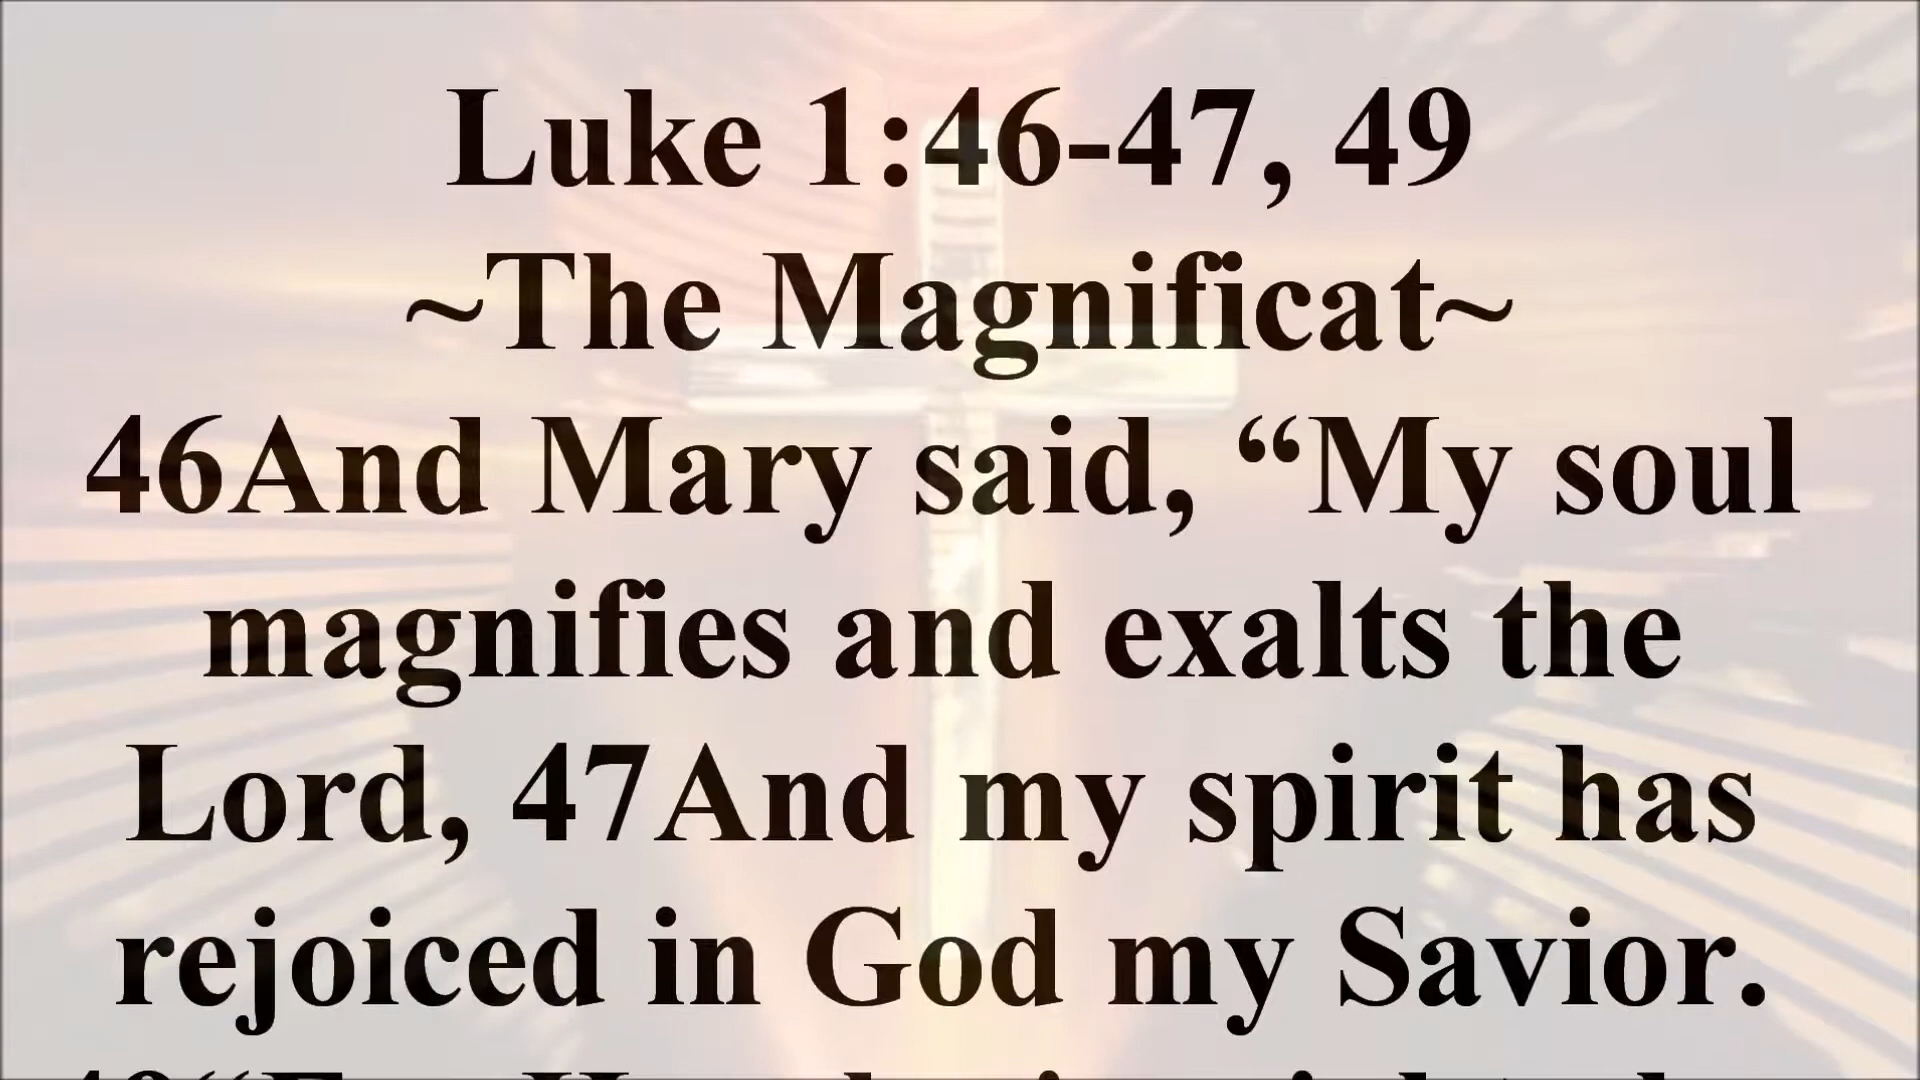 Luke 1:46-47, 49
~The Magnificat~
46And Mary said, “My soul
magnifies and exalts the
Lord, 47And my spirit has
rejoiced in God my Savior.